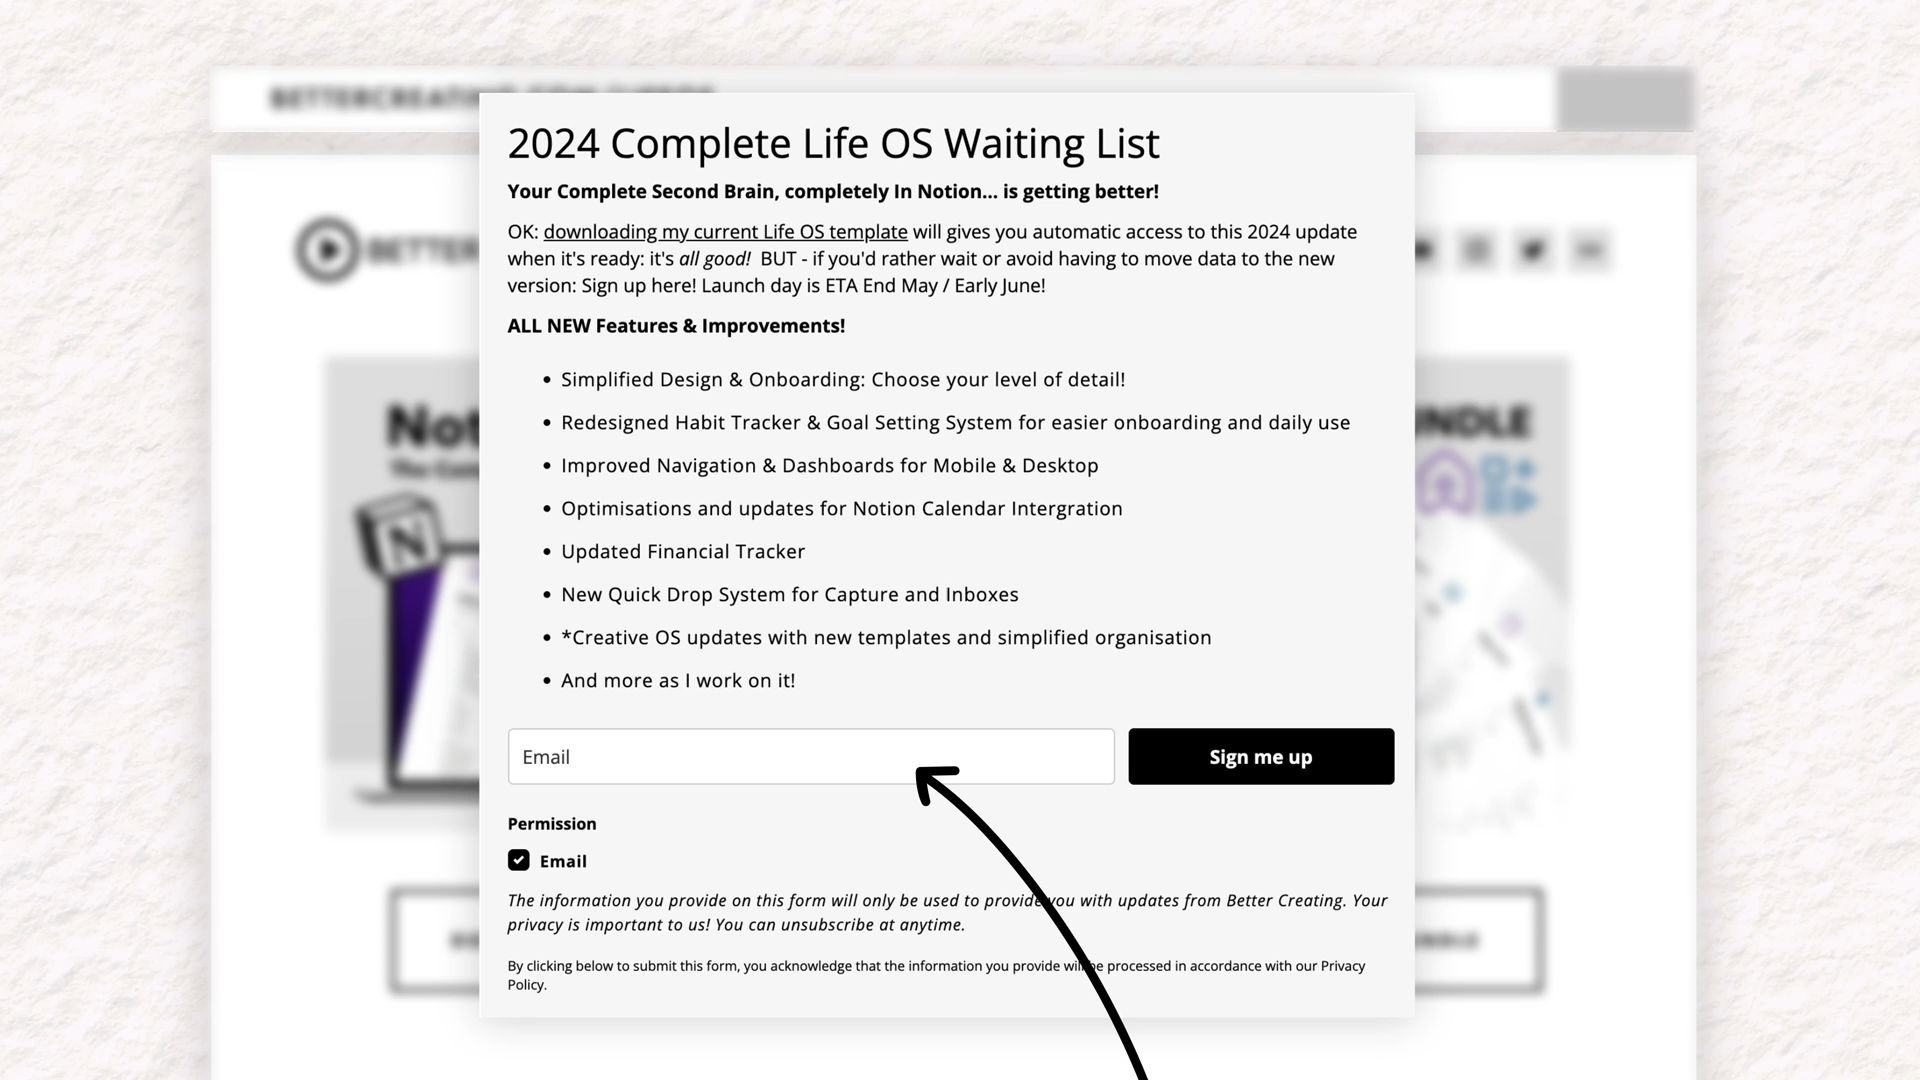 2024 Complete Life OS Waiting List
Your Complete Second Brain, completely In Notion... is getting better!
OK: downloading my current Life OS template will gives you automatic access to this 2024 update
when it's ready: it's all good! BUT - if you'd rather wait or avoid having to move data to the new
version: Sign up here! Launch day is ETA End May / Early June!
ALL NEW Features & Improvements!
• Simplified Design & Onboarding: Choose your level of detail!
• Redesigned Habit Tracker & Goal Setting System for easier onboarding and daily use
• Improved Navigation & Dashboards for Mobile & Desktop
• Optimisations and updates for Notion Calendar Intergration
• Updated Financial Tracker
• New Quick Drop System for Capture and Inboxes
• *Creative OS updates with new templates and simplified organisation
• And more as I work on it!
Email
Sign me up
Permission
Email
The information you provide on this form will only be used to provide you with updates from Better Creating. Your
privacy is important to us! You can unsubscribe at anytime.
By clicking below to submit this form, you acknowledge that the information you provide will be processed in accordance with our Privacy
Policy.